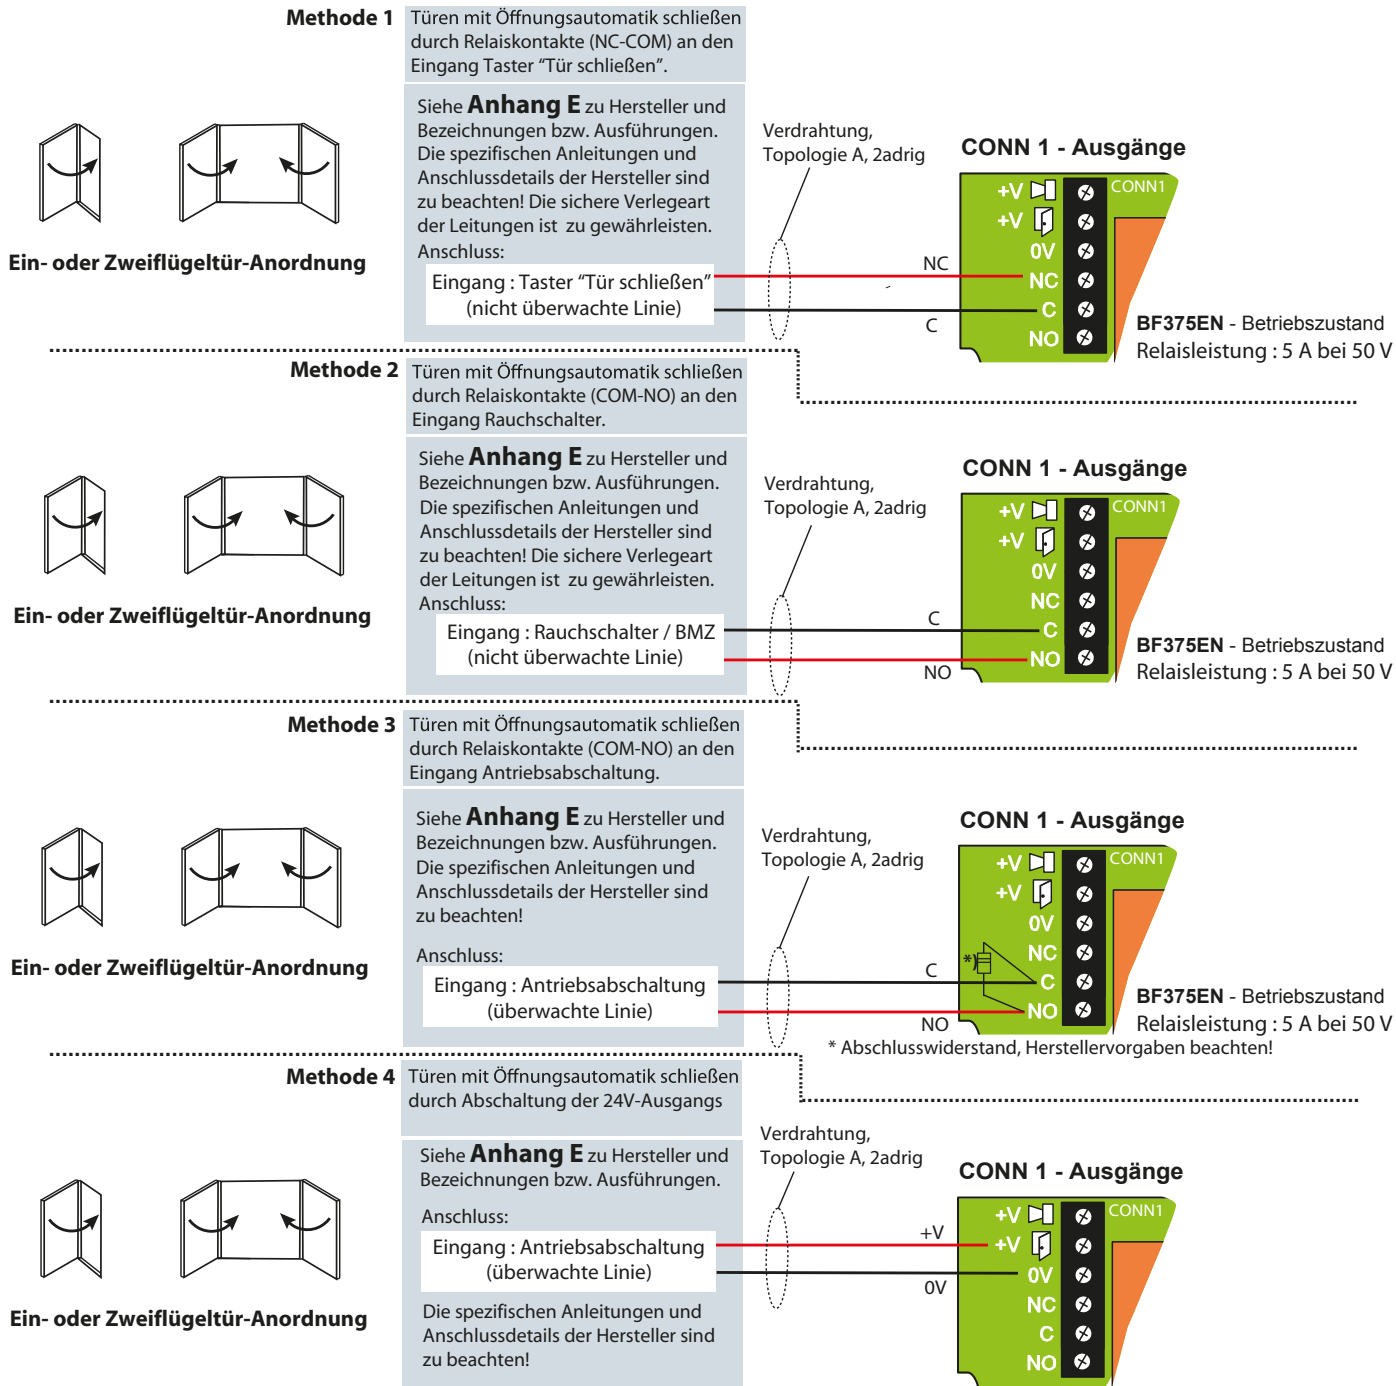 Methode 1
Türen mit Öffnungsautomatik schließen
durch Relaiskontakte (NC-COM) an den
Eingang Taster “Tür schließen”.
Siehe Anhang E zu Hersteller und
Bezeichnungen bzw. Ausführungen.
Die spezifischen Anleitungen und
Anschlussdetails der Hersteller sind
zu beachten! Die sichere Verlegeart
der Leitungen ist zu gewährleisten.
Anschluss:
Eingang : Taster “Tür schließen”
(nicht überwachte Linie)
Ein- oder Zweiflügeltür-Anordnung
Verdrahtung,
Topologie A, 2adrig
NC
C
CONN 1 - Ausgänge
CONN1
+V
+V
0V
NC
C
NO
BF375EN - Betriebszustand
Relaisleistung : 5 A bei 50 V
Methode 2
Türen mit Öffnungsautomatik schließen
durch Relaiskontakte (COM-NO) an den
Eingang Rauchschalter.
Siehe Anhang E zu Hersteller und
Bezeichnungen bzw. Ausführungen.
Die spezifischen Anleitungen und
Anschlussdetails der Hersteller sind
zu beachten! Die sichere Verlegeart
der Leitungen ist zu gewährleisten.
Anschluss:
Eingang : Rauchschalter / BMZ
(nicht überwachte Linie)
Ein- oder Zweiflügeltür-Anordnung
Verdrahtung,
Topologie A, 2adrig
C
NO
CONN 1 - Ausgänge
CONN1
+V
+V
0V
NC
C
NO
BF375EN - Betriebszustand
Relaisleistung : 5 A bei 50 V
Methode 3
Türen mit Öffnungsautomatik schließen
durch Relaiskontakte (COM-NO) an den
Eingang Antriebsabschaltung.
Siehe Anhang E zu Hersteller und
Bezeichnungen bzw. Ausführungen.
Die spezifischen Anleitungen und
Anschlussdetails der Hersteller sind
zu beachten!
Anschluss:
Eingang : Antriebsabschaltung
(überwachte Linie)
Ein- oder Zweiflügeltür-Anordnung
Verdrahtung,
Topologie A, 2adrig
C
NO
CONN 1 - Ausgänge
CONN1
+V
+V
0V
NC
C
NO
*)
BF375EN - Betriebszustand
Relaisleistung : 5 A bei 50 V
* Abschlusswiderstand, Herstellervorgaben beachten!
Methode 4
Türen mit Öffnungsautomatik schließen
durch Abschaltung der 24V-Ausgangs
Siehe Anhang E zu Hersteller und
Bezeichnungen bzw. Ausführungen.
Anschluss:
Eingang : Antriebsabschaltung
(überwachte Linie)
Die spezifischen Anleitungen und
Anschlussdetails der Hersteller sind
zu beachten!
Ein- oder Zweiflügeltür-Anordnung
Verdrahtung,
Topologie A, 2adrig
+V
0V
CONN 1 - Ausgänge
CONN1
+V
+V
0V
NC
C
NO